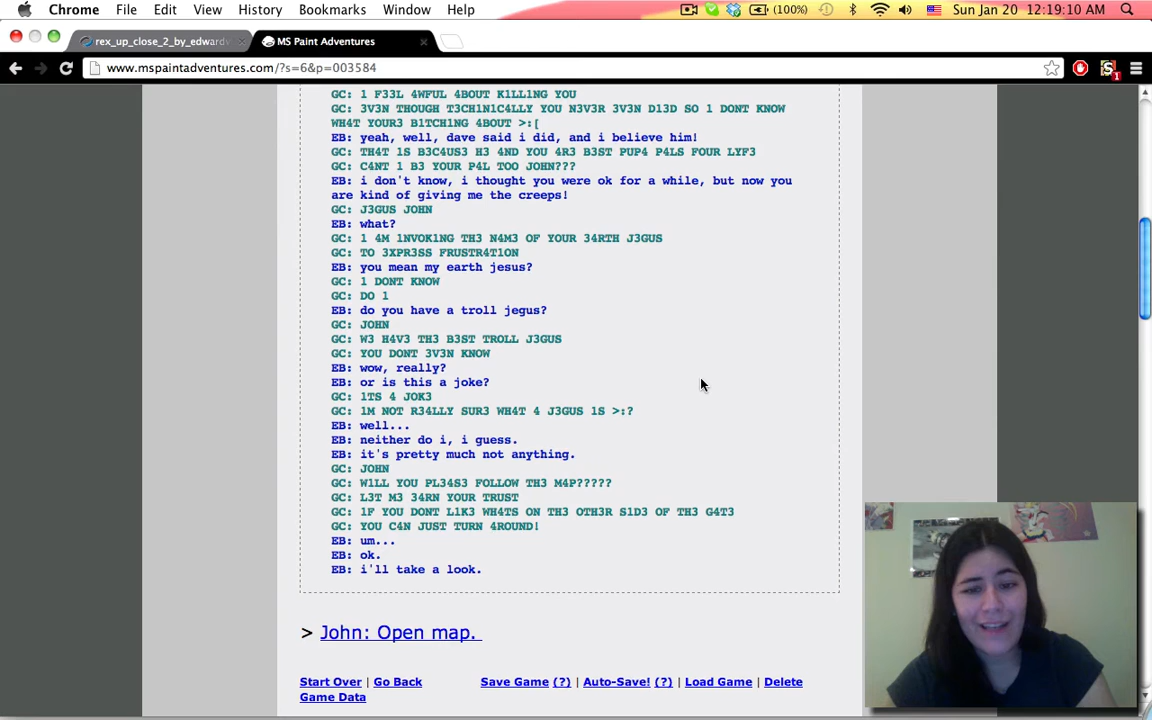 Chrome File Edit View History Bookmarks Window Help (100%) Sun Jan 20 12:19:10 AM
rex_up_close_2_by_edwardv MS Paint Adventures
www.mspaintadventures.com/?s=6&p=003584
GC: 1 F33L 4WFUL 4BOUT K1LL1NG YOU
GC: 3V3N THOUGH T3CH1N1C4LLY YOU N3V3R 3V3N D13D SO 1 DONT KNOW
WH4T YOUR3 B1TCH1NG 4BOUT >:[
EB: yeah, well, dave said i did, and i believe him!
GC: TH4T 1S B3C4US3 H3 4ND YOU 4R3 B3ST PUP4 P4LS FOUR LYF3
GC: C4NT 1 B3 YOUR P4L TOO JOHN???
EB: i don't know, i thought you were ok for a while, but now you
are kind of giving me the creeps!
GC: J3GUS JOHN
EB: what?
GC: 1 4M 1NVOK1NG TH3 N4M3 OF YOUR 34RTH J3GUS
GC: TO 3XPR3SS FRUSTR4T1ON
EB: you mean my earth jesus?
GC: 1 DONT KNOW
GC: DO 1
EB: do you have a troll jegus?
GC: JOHN
GC: W3 H4V3 TH3 B3ST TROLL J3GUS
GC: YOU DONT 3V3N KNOW
EB: wow, really?
EB: or is this a joke?
GC: 1TS 4 JOK3
GC: 1M NOT R34LLY SUR3 WH4T 4 J3GUS 1S >:?
EB: well...
EB: neither do i, i guess.
EB: it's pretty much not anything.
GC: JOHN
GC: W1LL YOU PL34S3 FOLLOW TH3 M4P?????
GC: L3T M3 34RN YOUR TRUST
GC: 1F YOU DONT L1K3 WH4TS ON TH3 OTH3R S1D3 OF TH3 G4T3
GC: YOU C4N JUST TURN 4ROUND!
EB: um...
EB: ok.
EB: i'll take a look.
> John: Open map.
Start Over | Go Back Save Game (?) | Auto-Save! (?) | Load Game | Delete
Game Data